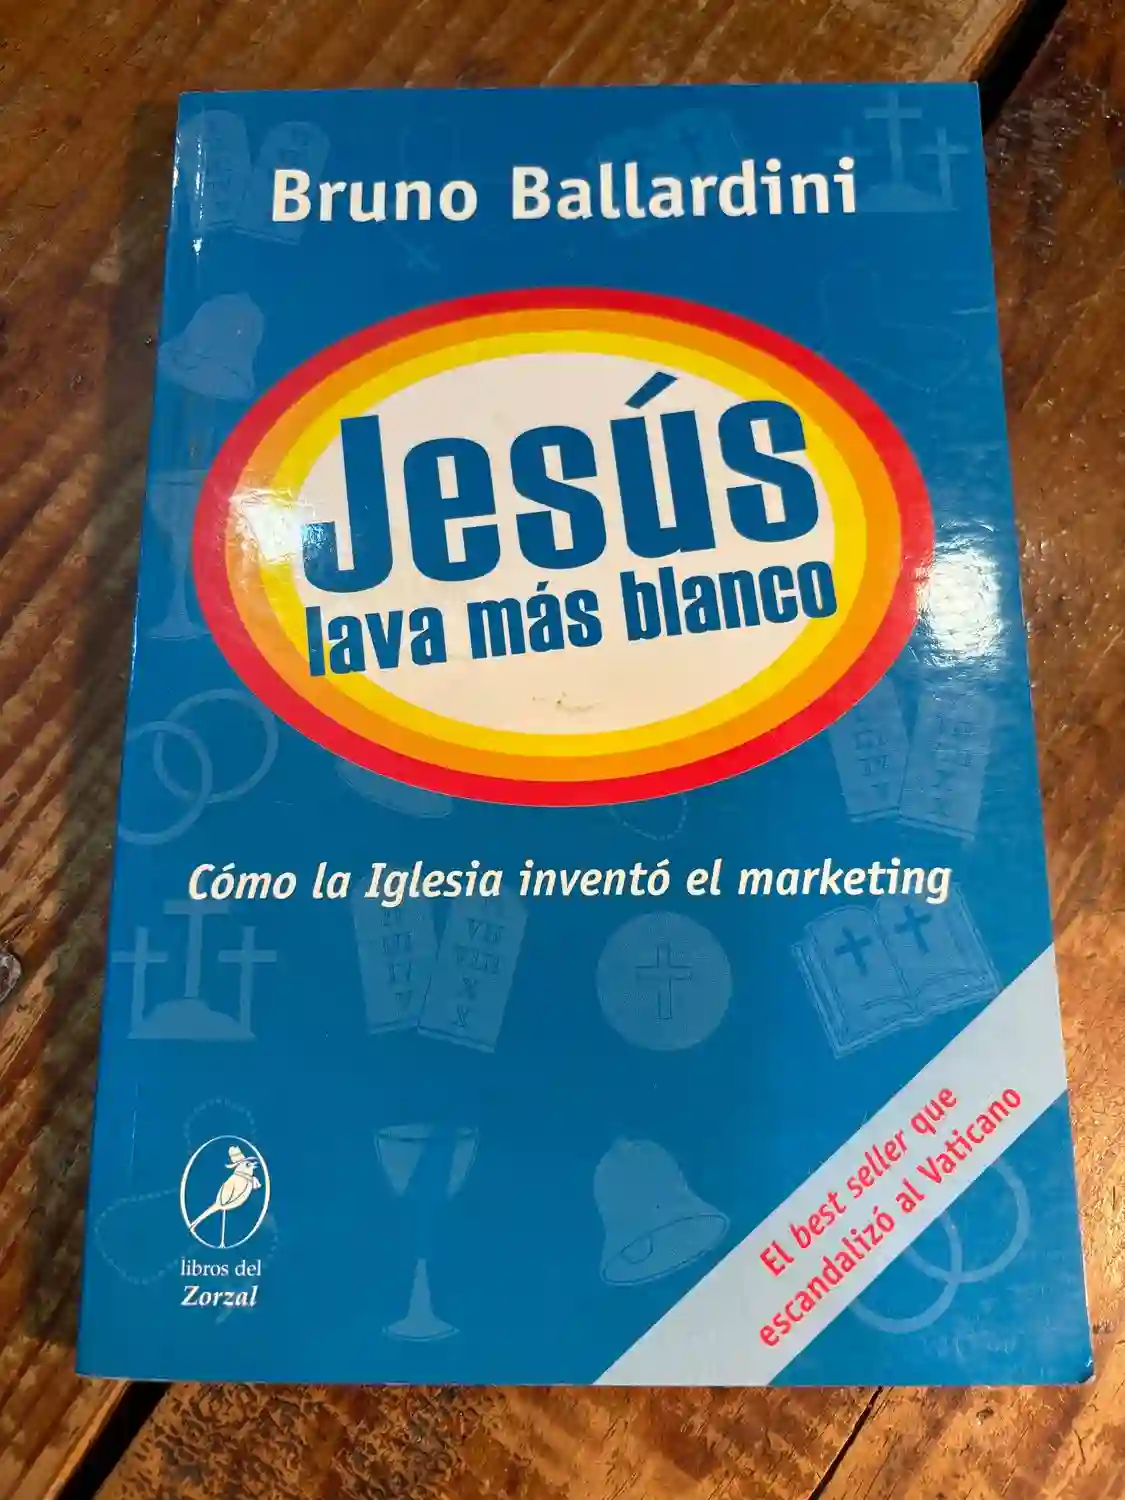 Bruno Ballardini
Jesús
lava más blanco
Cómo la Iglesia inventó el marketing
libros del
Zorzal
El best seller que
escandalizó al Vaticano